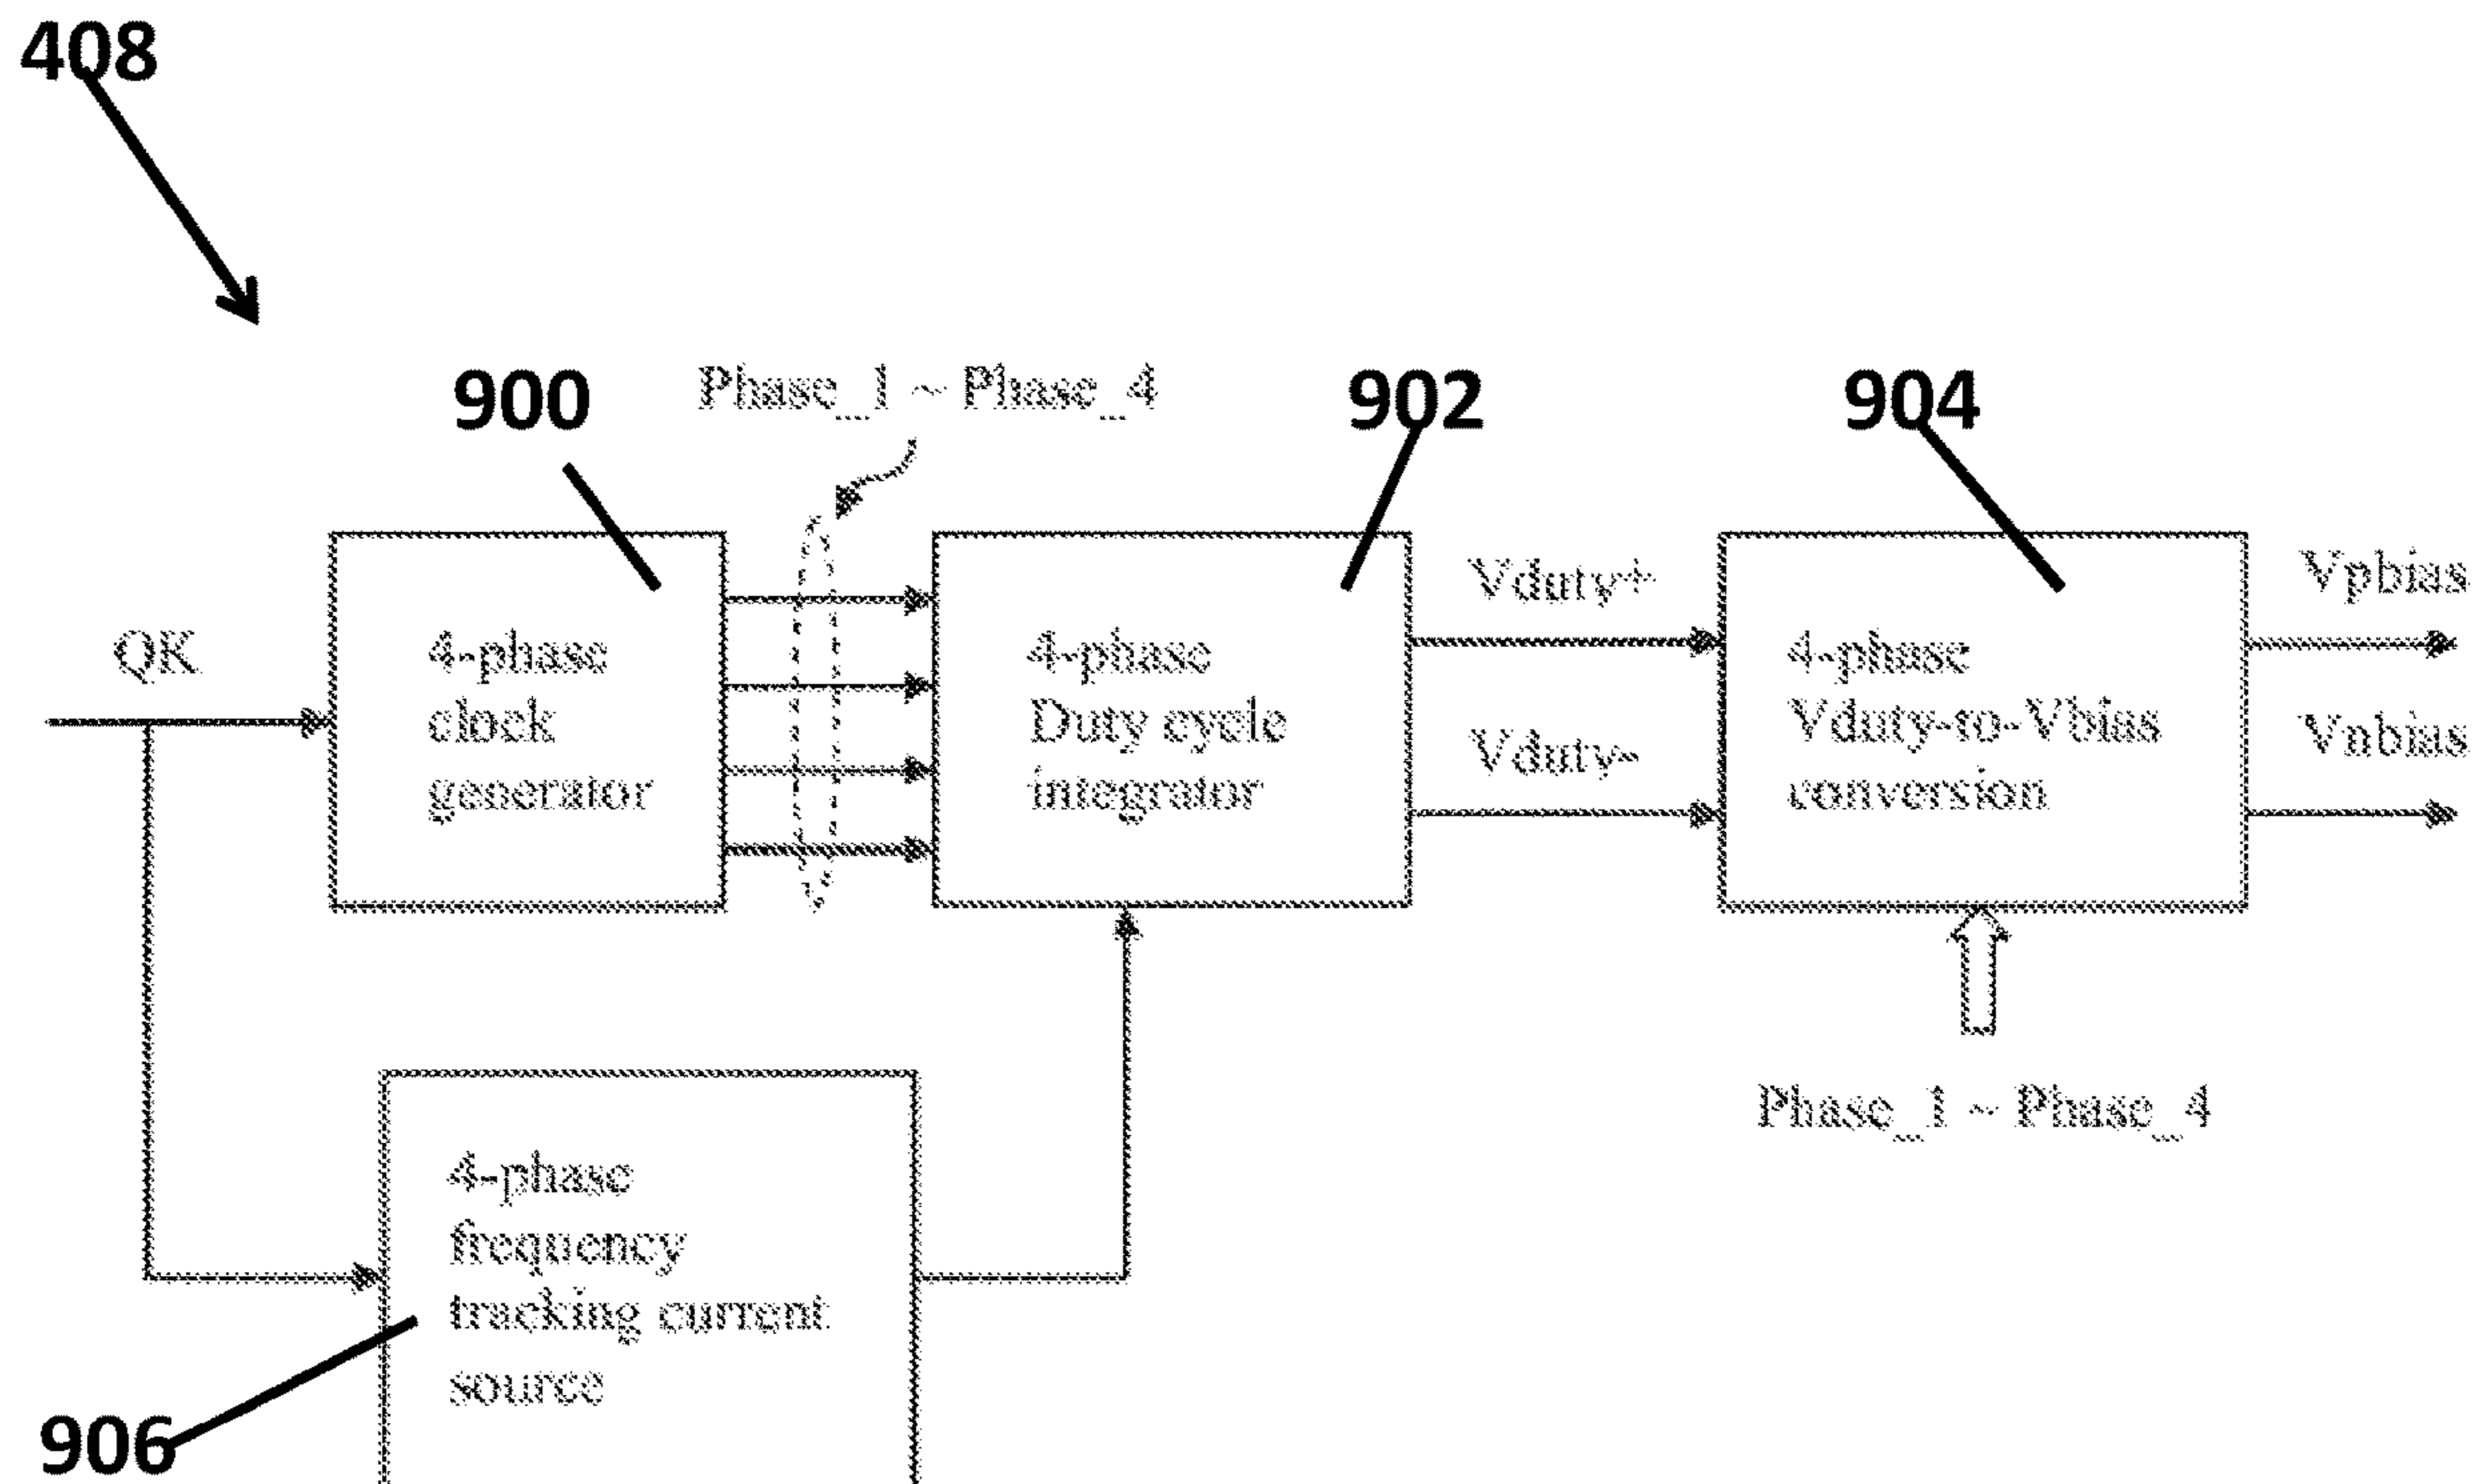 408
900
Phase_1 ~ Phase_4
902
904
QK
4-phase
clock
generator
4-phase
Duty cycle
integrator
Vduty+
Vduty-
4-phase
Vduty-to-Vbias
conversion
Vpbias
Vnbias
Phase_1 ~ Phase_4
4-phase
frequency
tracking current
source
906